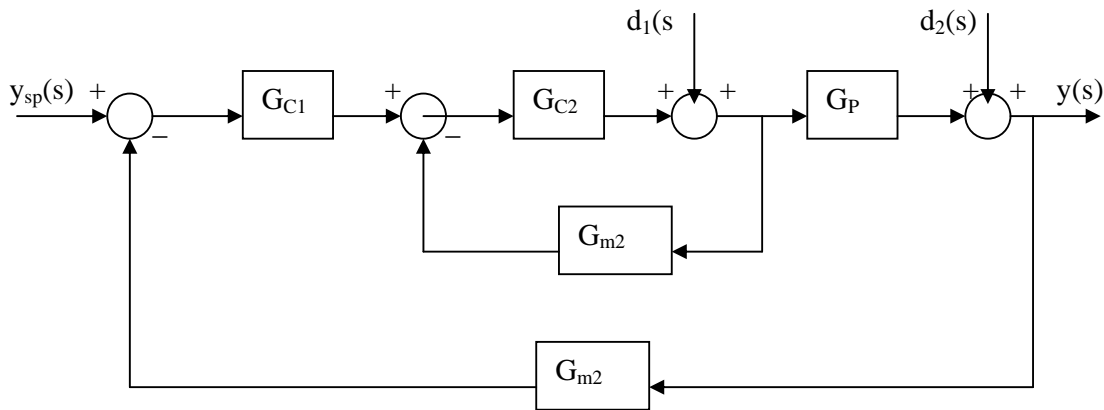 d₁(s
d₂(s)
y_sp(s)
+
−
G_C1
+
−
G_C2
+
+
G_P
+
+
y(s)
G_m2
G_m2